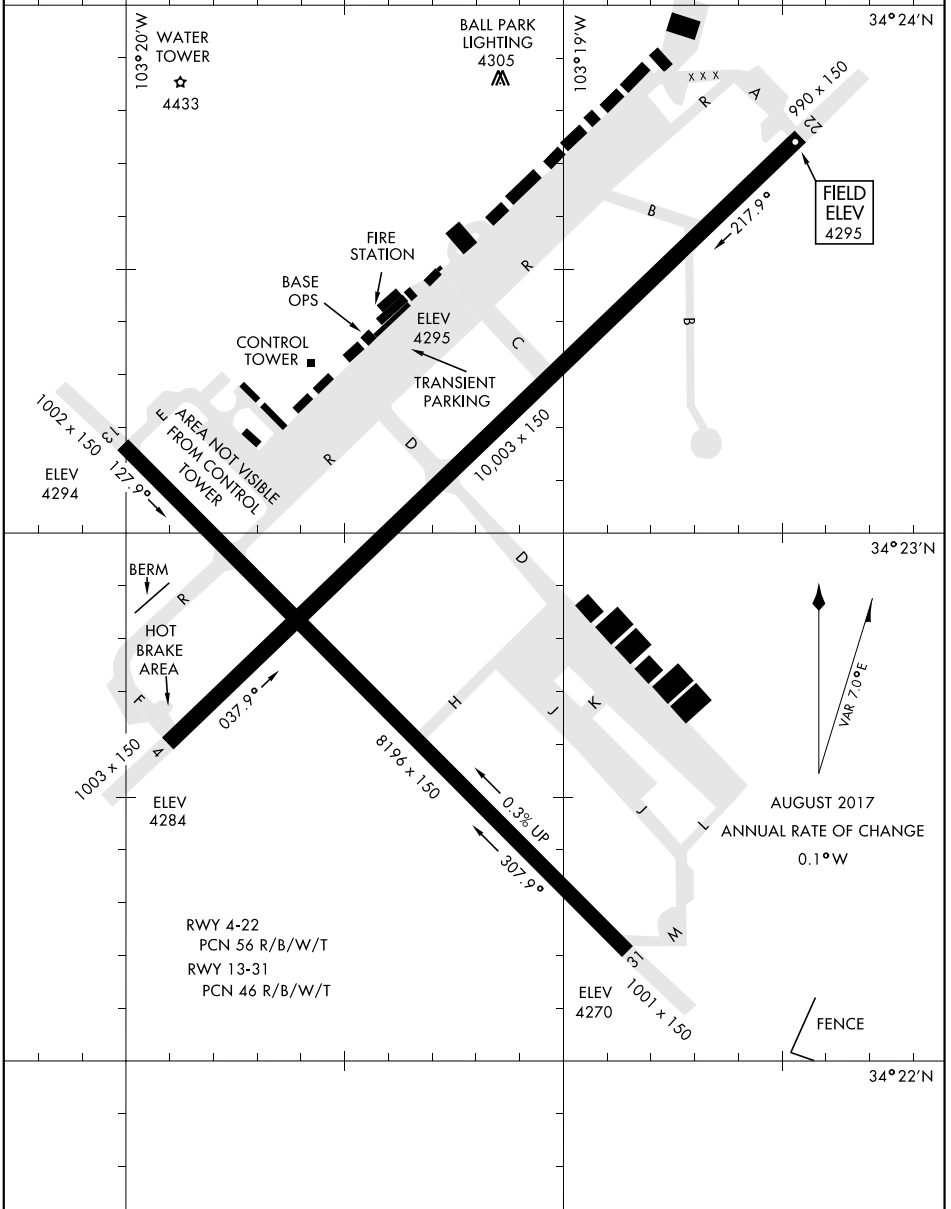 103°20'W
WATER
TOWER
4433
BALL PARK
LIGHTING
4305
103°19'W
34°24'N
X X X
R
A
990 x 150
22
FIELD
ELEV
4295
B
217.9°
FIRE
STATION
BASE
OPS
R
B
ELEV
4295
C
CONTROL
TOWER
TRANSIENT
PARKING
1002 x 150
13
E
AREA NOT VISIBLE
FROM CONTROL
TOWER
D
10,003 x 150
R
ELEV
4294
127.9°
34°23'N
D
BERM
R
HOT
BRAKE
AREA
F
037.9°
H
J
K
VAR 7.0°E
4
1003 x 150
8196 x 150
ELEV
4284
0.3% UP
307.9°
J
L
AUGUST 2017
ANNUAL RATE OF CHANGE
0.1°W
RWY 4-22
PCN 56 R/B/W/T
RWY 13-31
PCN 46 R/B/W/T
M
31
ELEV
4270
1001 x 150
FENCE
34°22'N